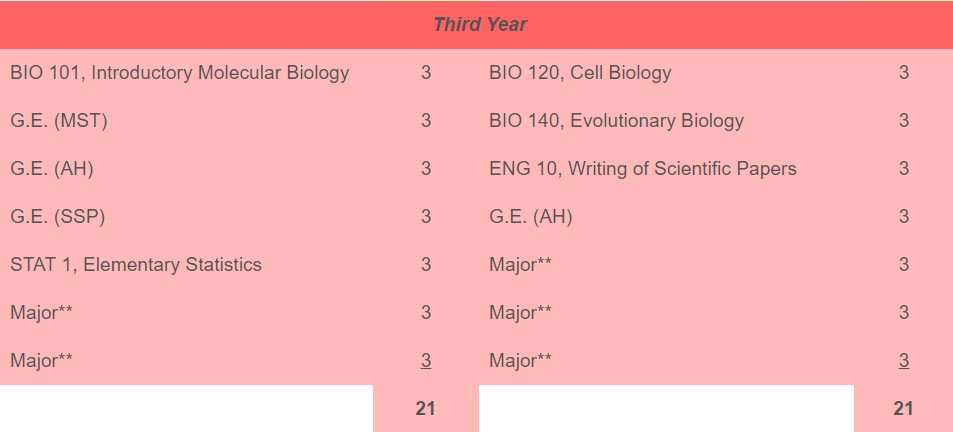 Third Year
BIO 101, Introductory Molecular Biology 3 BIO 120, Cell Biology 3
G.E. (MST) 3 BIO 140, Evolutionary Biology 3
G.E. (AH) 3 ENG 10, Writing of Scientific Papers 3
G.E. (SSP) 3 G.E. (AH) 3
STAT 1, Elementary Statistics 3 Major** 3
Major** 3 Major** 3
Major** 3 Major** 3
21 21